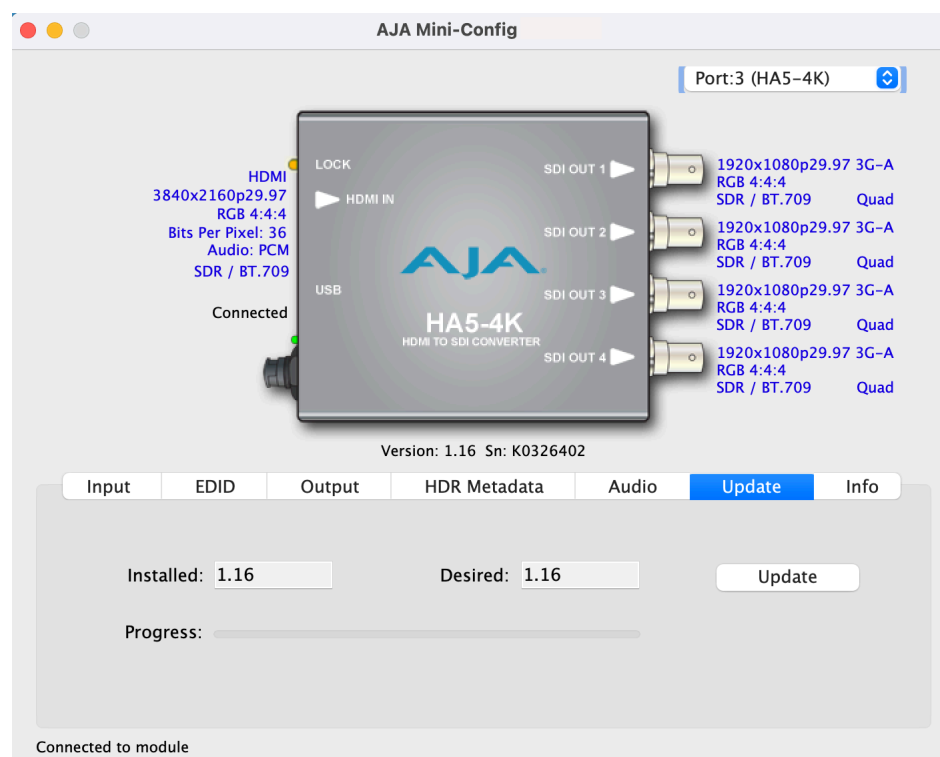 AJA Mini-Config
Port:3 (HA5-4K)
HDMI
3840x2160p29.97
RGB 4:4:4
Bits Per Pixel: 36
Audio: PCM
SDR / BT.709
Connected
LOCK
HDMI IN
USB
AJA
HA5-4K
HDMI TO SDI CONVERTER
SDI OUT 1
SDI OUT 2
SDI OUT 3
SDI OUT 4
1920x1080p29.97 3G-A
RGB 4:4:4
SDR / BT.709 Quad
1920x1080p29.97 3G-A
RGB 4:4:4
SDR / BT.709 Quad
1920x1080p29.97 3G-A
RGB 4:4:4
SDR / BT.709 Quad
1920x1080p29.97 3G-A
RGB 4:4:4
SDR / BT.709 Quad
Version: 1.16 Sn: K0326402
Input EDID Output HDR Metadata Audio Update Info
Installed: 1.16 Desired: 1.16 Update
Progress:
Connected to module